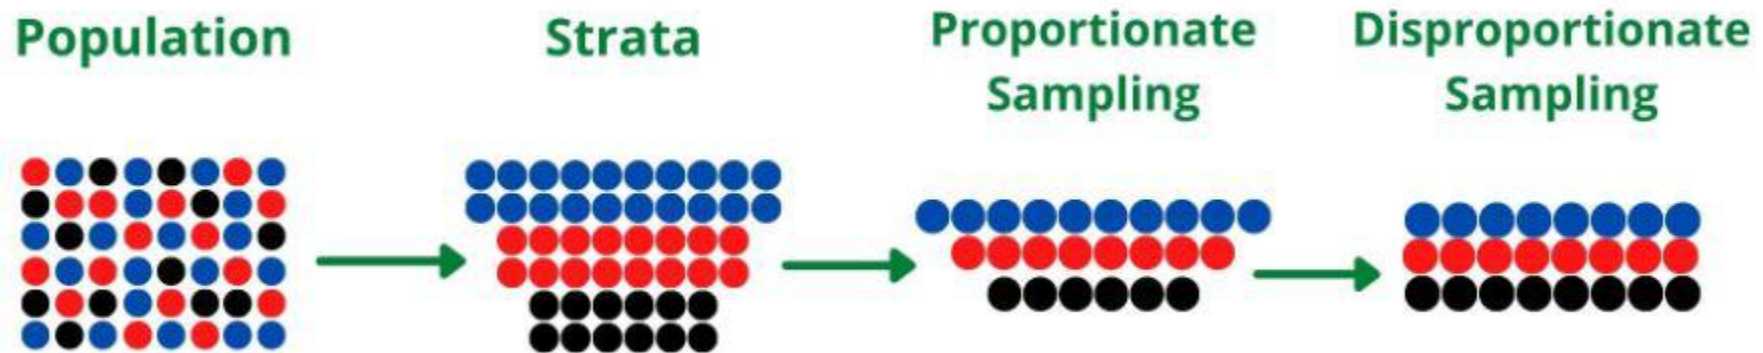 Population
Strata
Proportionate
Sampling
Disproportionate
Sampling